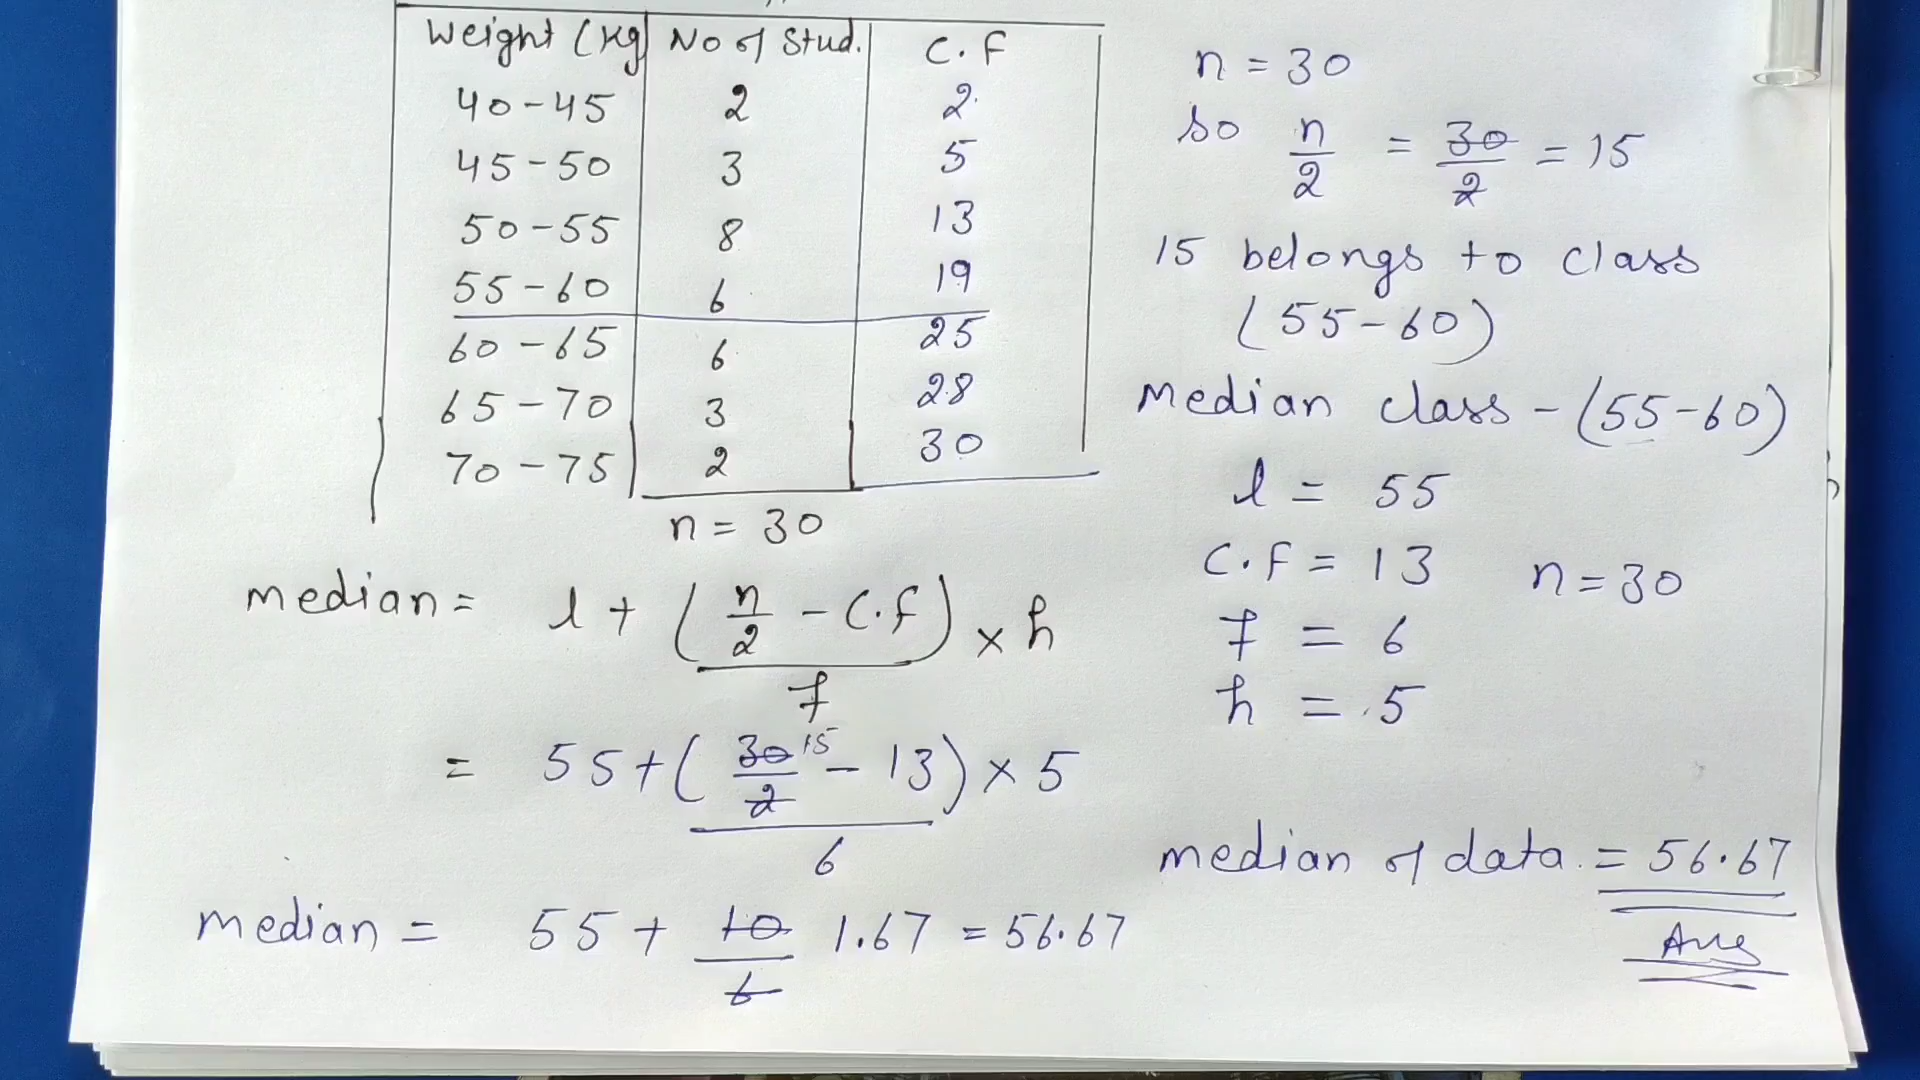 Weight (Kg) No of Stud. C.F
40-45 2 2
45-50 3 5
50-55 8 13
55-60 6 19
60-65 6 25
65-70 3 28
70-75 2 30
n = 30
median = l + (n/2 - C.f) × h
f
= 55 + (30/2 15 - 13) × 5
6
median = 55 + 10/6 1.67 = 56.67
n = 30
so n/2 = 30/2 = 15
15 belongs to class
(55-60)
Median class - (55-60)
l = 55
C.F = 13 n = 30
f = 6
h = 5
median of data = 56.67
Ans